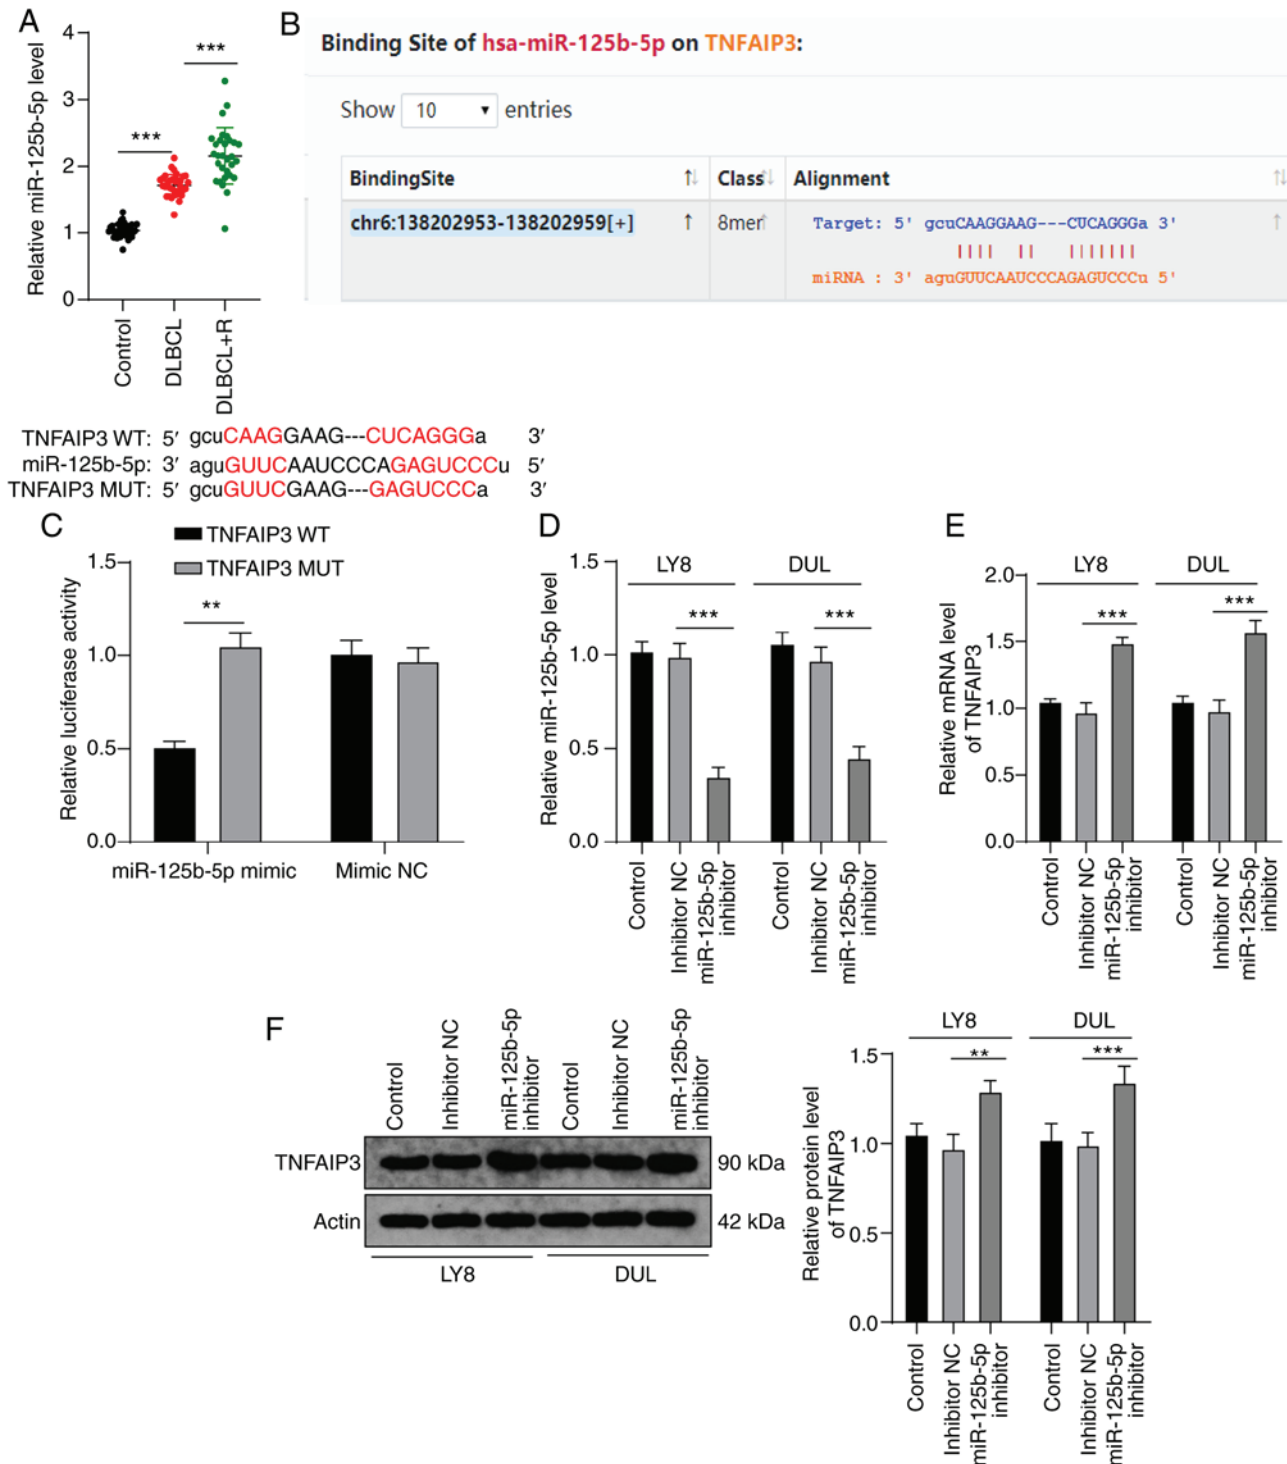 A
Relative miR-125b-5p level
4
3
2
1
0
***
***
Control
DLBCL
DLBCL+R
B
Binding Site of hsa-miR-125b-5p on TNFAIP3:
Show 10 entries
BindingSite Class Alignment
chr6:138202953-138202959[+] 8mer Target: 5' gcuCAAGGAAG---CUCAGGGa 3'
miRNA : 3' aguGUUCAAUCCCAGAGUCCCu 5'
TNFAIP3 WT: 5′ gcuCAAGGAAG---CUCAGGGa 3′
miR-125b-5p: 3′ aguGUUCAAUCCCAGAGUCCCu 5′
TNFAIP3 MUT: 5′ gcuGUUCGAAG---GAGUCCCa 3′
C
TNFAIP3 WT
TNFAIP3 MUT
Relative luciferase activity
1.5
1.0
0.5
0.0
**
miR-125b-5p mimic
Mimic NC
D
LY8
DUL
Relative miR-125b-5p level
1.5
1.0
0.5
0.0
***
***
Control
Inhibitor NC
miR-125b-5p
inhibitor
Control
Inhibitor NC
miR-125b-5p
inhibitor
E
LY8
DUL
Relative mRNA level
of TNFAIP3
2.0
1.5
1.0
0.5
0.0
***
***
Control
Inhibitor NC
miR-125b-5p
inhibitor
Control
Inhibitor NC
miR-125b-5p
inhibitor
F
Control
Inhibitor NC
miR-125b-5p
inhibitor
Control
Inhibitor NC
miR-125b-5p
inhibitor
TNFAIP3
90 kDa
Actin
42 kDa
LY8
DUL
LY8
DUL
Relative protein level
of TNFAIP3
1.5
1.0
0.5
0.0
**
***
Control
Inhibitor NC
miR-125b-5p
inhibitor
Control
Inhibitor NC
miR-125b-5p
inhibitor